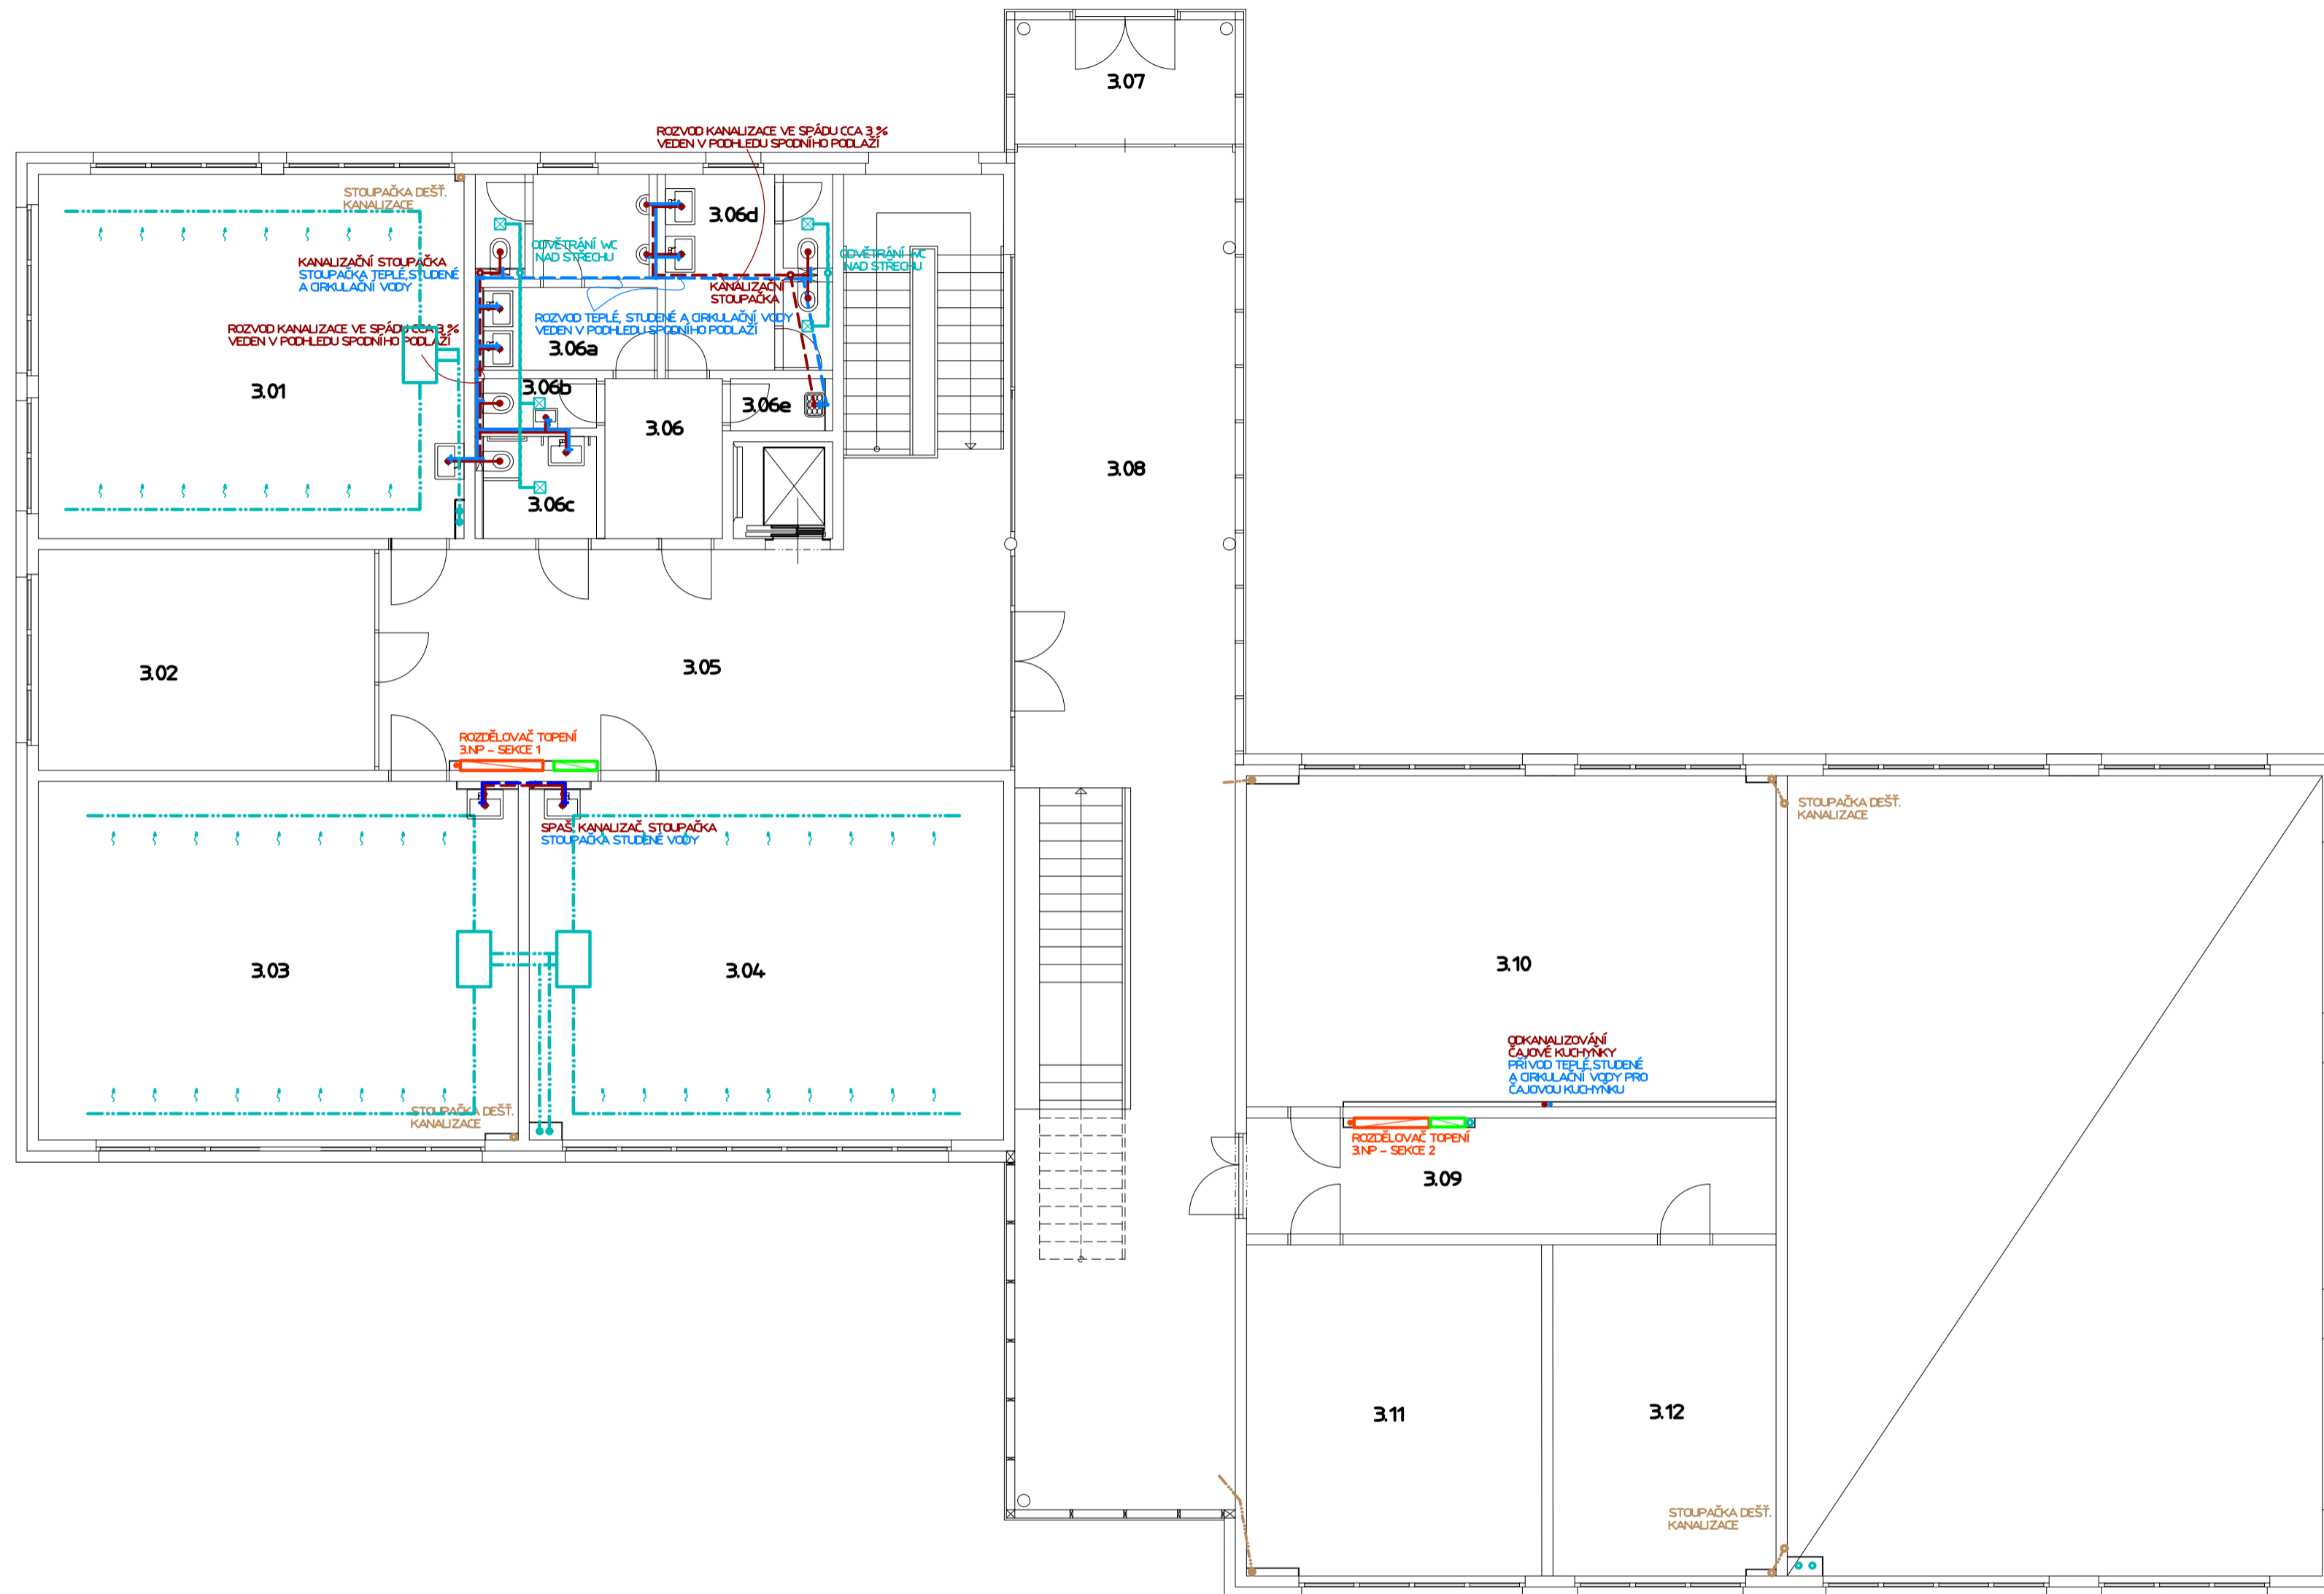 3.07
ROZVOD KANALIZACE VE SPÁDU CCA 3 %
VEDEN V PODHLEDU SPODNÍHO PODLAŽÍ
STOUPAČKA DEŠŤ.
KANALIZACE
3.06d
ODVĚTRÁNÍ WC
NAD STŘECHU
ODVĚTRÁNÍ WC
NAD STŘECHU
KANALIZAČNÍ STOUPAČKA
STOUPAČKA TEPLÉ,STUDENÉ
A CIRKULAČNÍ VODY
KANALIZAČNÍ
STOUPAČKA
ROZVOD TEPLÉ, STUDENÉ A CIRKULAČNÍ VODY
VEDEN V PODHLEDU SPODNÍHO PODLAŽÍ
ROZVOD KANALIZACE VE SPÁDU CCA 3 %
VEDEN V PODHLEDU SPODNÍHO PODLAŽÍ
3.06a
3.01
3.06b
3.06e
3.06
3.08
3.06c
3.02
3.05
ROZDĚLOVAČ TOPENÍ
3.NP - SEKCE 1
STOUPAČKA DEŠŤ.
KANALIZACE
SPAŠ. KANALIZAČ. STOUPAČKA
STOUPAČKA STUDENÉ VODY
3.03
3.04
3.10
ODKANALIZOVÁNÍ
ČAJOVÉ KUCHYŇKY
PŘÍVOD TEPLÉ,STUDENÉ
A CIRKULAČNÍ VODY PRO
ČAJOVOU KUCHYŇKU
STOUPAČKA DEŠŤ.
KANALIZACE
ROZDĚLOVAČ TOPENÍ
3.NP - SEKCE 2
3.09
3.11
3.12
STOUPAČKA DEŠŤ.
KANALIZACE